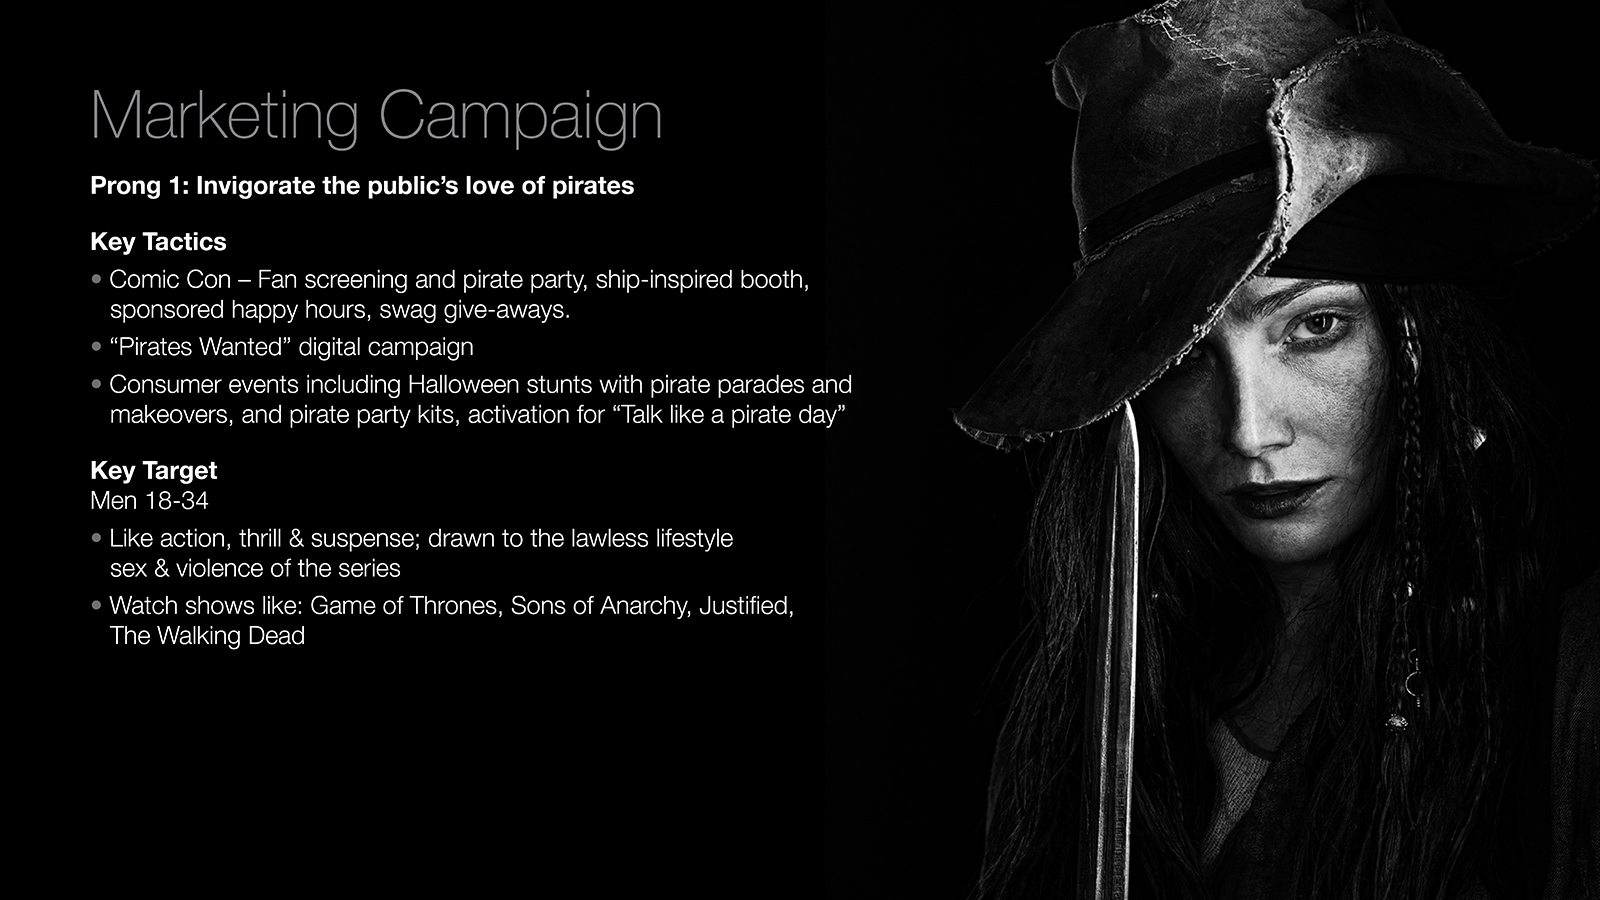 Marketing Campaign
Prong 1: Invigorate the public’s love of pirates
Key Tactics
• Comic Con – Fan screening and pirate party, ship-inspired booth,
sponsored happy hours, swag give-aways.
• “Pirates Wanted” digital campaign
• Consumer events including Halloween stunts with pirate parades and
makeovers, and pirate party kits, activation for “Talk like a pirate day”
Key Target
Men 18-34
• Like action, thrill & suspense; drawn to the lawless lifestyle
sex & violence of the series
• Watch shows like: Game of Thrones, Sons of Anarchy, Justified,
The Walking Dead